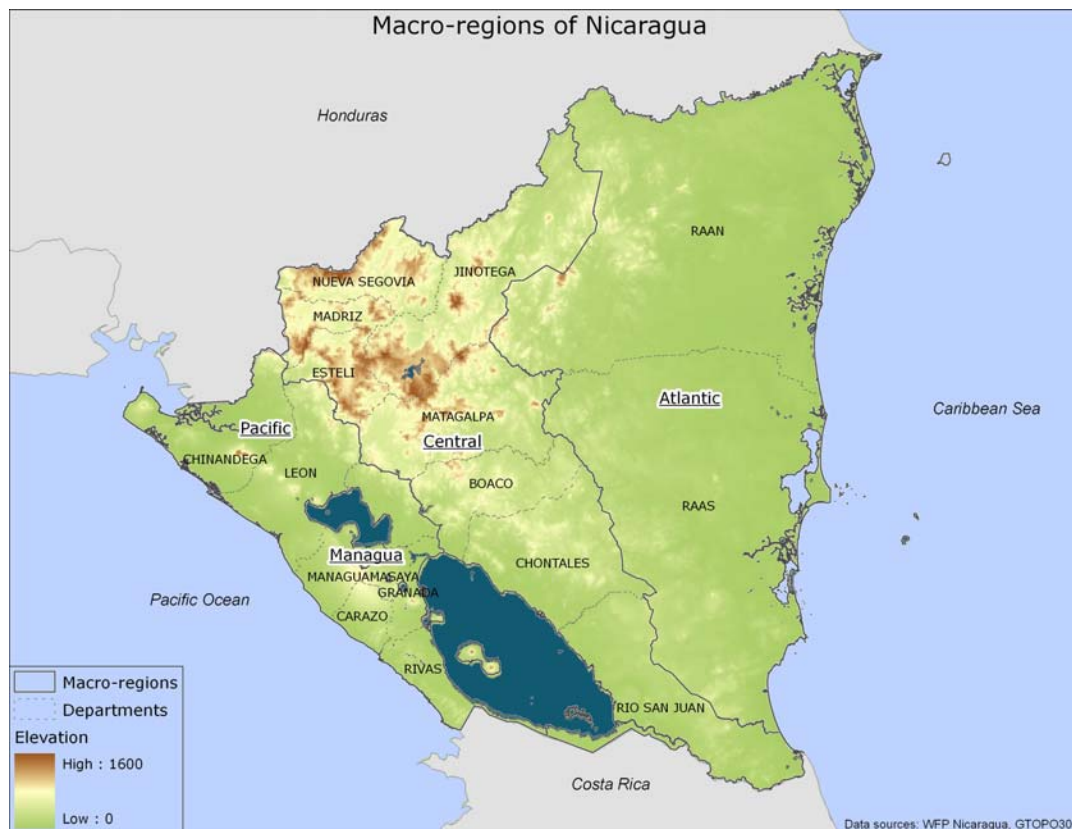 Macro-regions of Nicaragua
Honduras
RAAN
JINOTEGA
NUEVA SEGOVIA
MADRIZ
ESTELI
Atlantic
Caribbean Sea
MATAGALPA
Pacific
Central
CHINANDEGA
LEON
BOACO
RAAS
Managua
CHONTALES
MANAGUA
MASAYA
GRANADA
Pacific Ocean
CARAZO
RIVAS
RIO SAN JUAN
Costa Rica
Macro-regions
Departments
Elevation
High : 1600
Low : 0
Data sources: WFP Nicaragua, GTOPO30